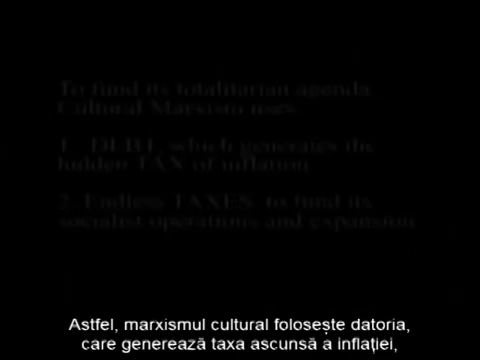 To fund its totalitarian agenda
Cultural Marxism uses
1. DEBT, which generates the
hidden TAX of inflation
2. Endless TAXES to fund its
socialist operations and expansion
Astfel, marxismul cultural folosește datoria,
care generează taxa ascunsă a inflației,